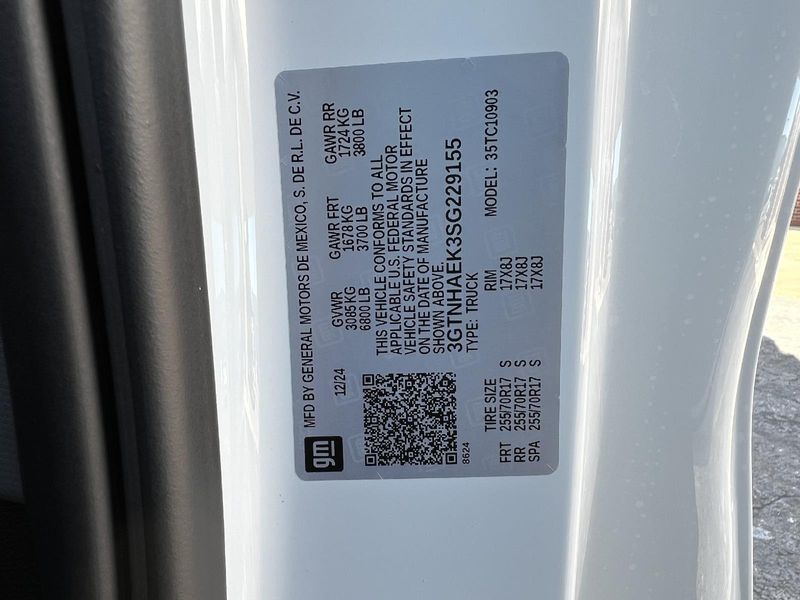 MFD BY GENERAL MOTORS DE MEXICO, S. DE R.L. DE C.V.
12/24 GVWR GAWR FRT GAWR RR
3085 KG 1678 KG 1724 KG
6800 LB 3700 LB 3800 LB
THIS VEHICLE CONFORMS TO ALL
APPLICABLE U.S. FEDERAL MOTOR
VEHICLE SAFETY STANDARDS IN EFFECT
ON THE DATE OF MANUFACTURE
SHOWN ABOVE.
3GTNHAEK3SG229155
TYPE: TRUCK MODEL: 35TC10903
gm
8624
TIRE SIZE RIM
FRT 255/70R17 S 17X8J
RR 255/70R17 S 17X8J
SPA 255/70R17 S 17X8J